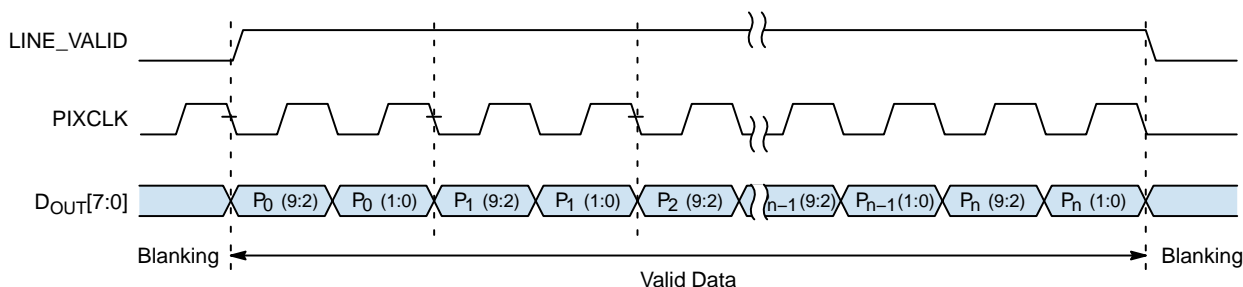 LINE_VALID
PIXCLK
DOUT[7:0]
P0 (9:2) P0 (1:0) P1 (9:2) P1 (1:0) P2 (9:2) n−1 (9:2) Pn−1 (1:0) Pn (9:2) Pn (1:0)
Blanking Blanking
Valid Data